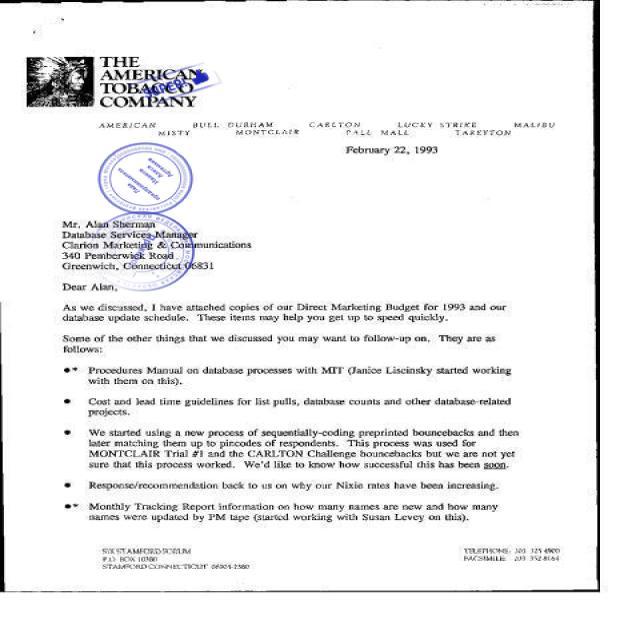 THE
AMERICAN
TOBACCO
COMPANY
AMERICAN BULL DURHAM CARLTON LUCKY STRIKE MALIBU
MISTY MONTCLAIR PALL MALL TAREYTON
February 22, 1993
Mr. Alan Sherman
Database Services Manager
Clarion Marketing & Communications
340 Pemberwick Road
Greenwich, Connecticut 06831
Dear Alan,
As we discussed, I have attached copies of our Direct Marketing Budget for 1993 and our
database update schedule. These items may help you get up to speed quickly.
Some of the other things that we discussed you may want to follow-up on. They are as
follows:
●* Procedures Manual on database processes with MIT (Janice Liscinsky started working
with them on this).
● Cost and lead time guidelines for list pulls, database counts and other database-related
projects.
● We started using a new process of sequentially-coding preprinted bouncebacks and then
later matching them up to pincodes of respondents. This process was used for
MONTCLAIR Trial #1 and the CARLTON Challenge bouncebacks but we are not yet
sure that this process worked. We'd like to know how successful this has been soon.
● Response/recommendation back to us on why our Nixie rates have been increasing.
●* Monthly Tracking Report information on how many names are new and how many
names were updated by PM tape (started working with Susan Levey on this).
SIX STAMFORD FORUM
P.O. BOX 10380
STAMFORD CONNECTICUT 06904-2380
TELEPHONE: 203 325-4900
FACSIMILE: 203